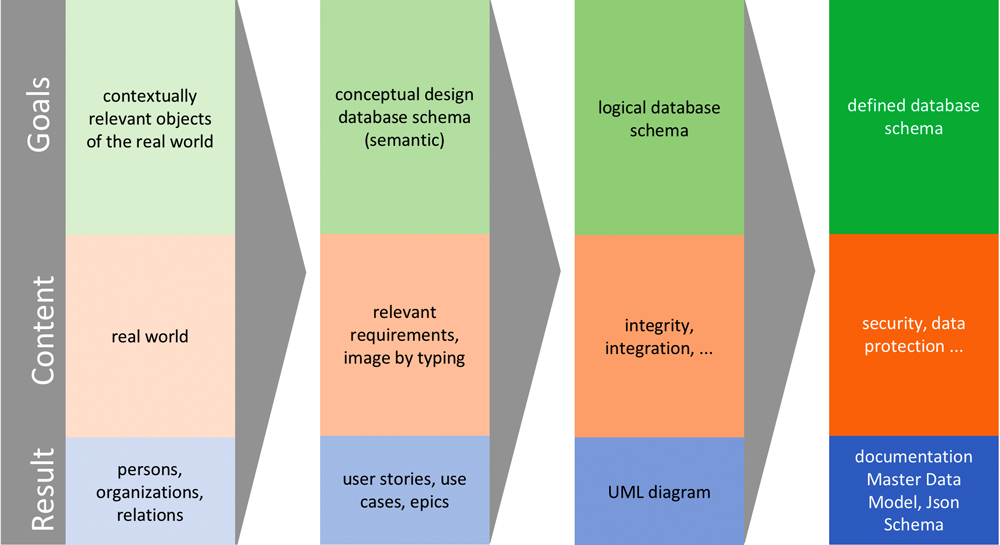 Goals
contextually
relevant objects
of the real world
conceptual design
database schema
(semantic)
logical database
schema
defined database
schema
Content
real world
relevant
requirements,
image by typing
integrity,
integration, ...
security, data
protection ...
Result
persons,
organizations,
relations
user stories, use
cases, epics
UML diagram
documentation
Master Data
Model, Json
Schema